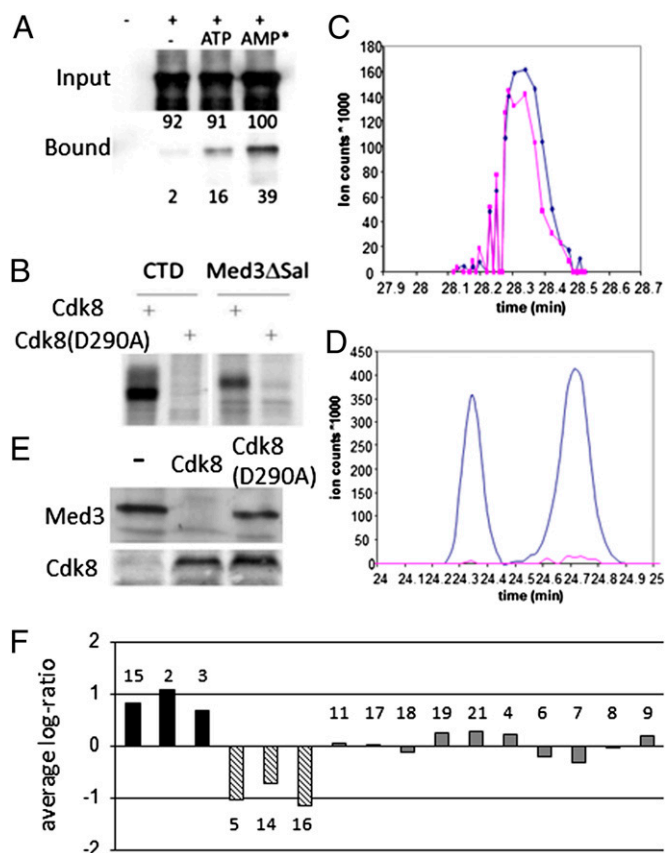 A
- + + +
- ATP AMP*
Input
92 91 100
Bound
2 16 39
B
CTD Med3ΔSal
Cdk8 + +
Cdk8(D290A) + +
E
- Cdk8 Cdk8
(D290A)
Med3
Cdk8
C
Ion counts * 1000
180
160
140
120
100
80
60
40
20
0
27.9 28 28.1 28.2 28.3 28.4 28.5 28.6 28.7
time (min)
D
ion counts *1000
450
400
350
300
250
200
150
100
50
0
24 24.1 24.2 24.3 24.4 24.5 24.6 24.7 24.8 24.9 25
time (min)
F
average log-ratio
2
1
0
-1
-2
15 2 3
5 14 16
11 17 18 19 21 4 6 7 8 9